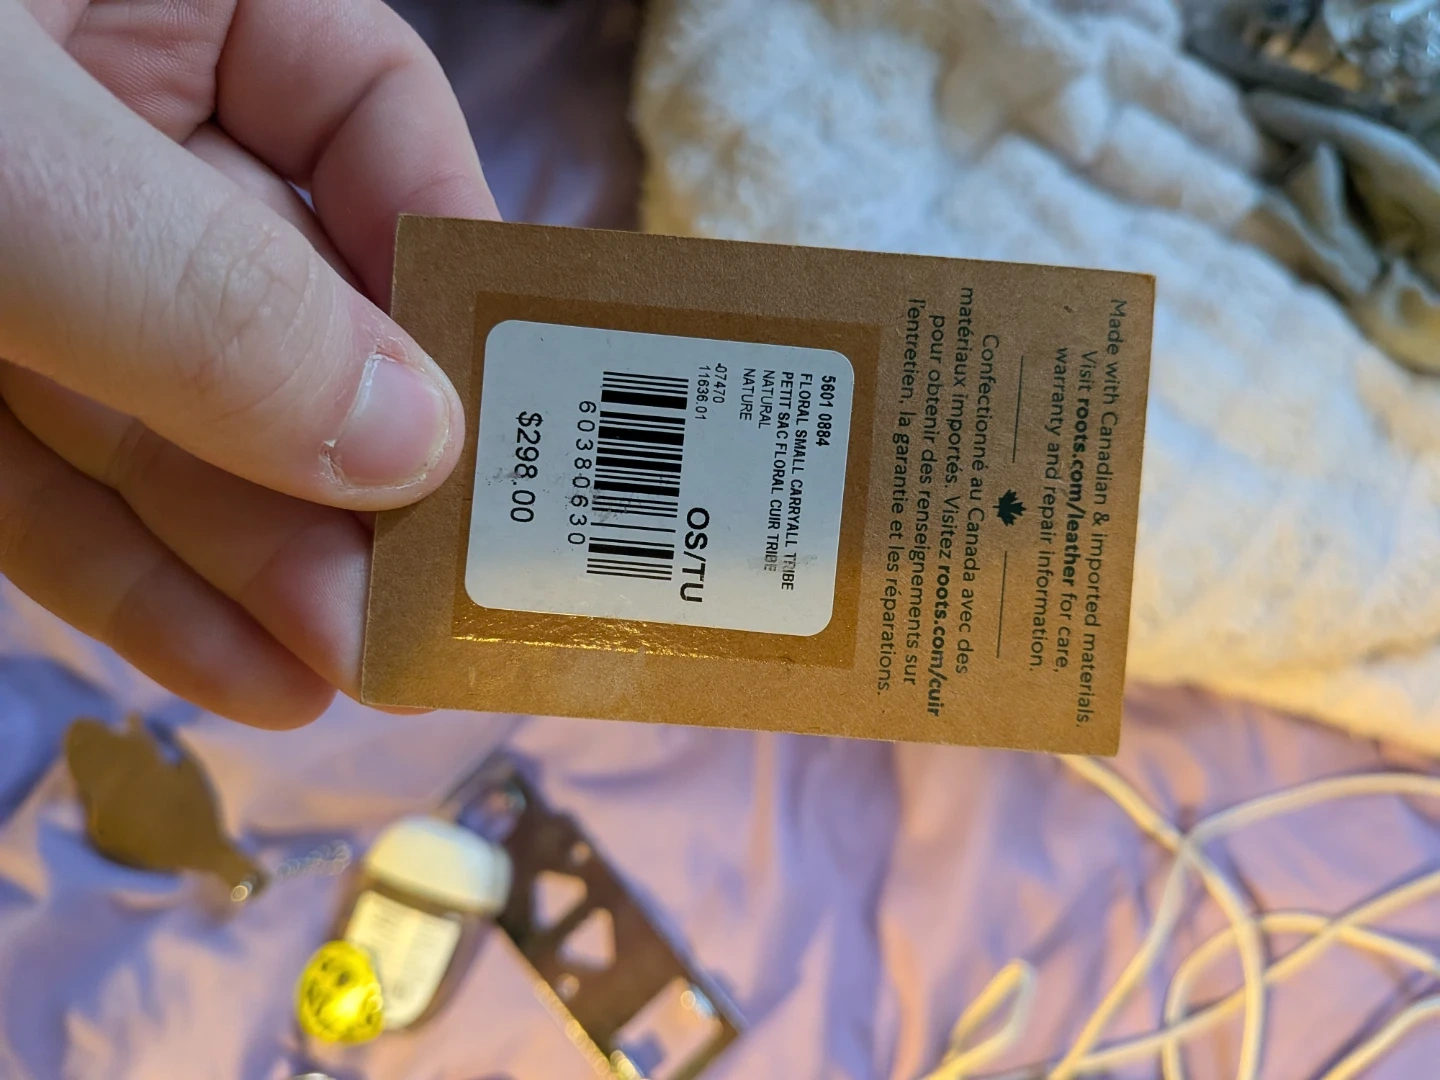 Made with Canadian & imported materials.
Visit roots.com/leather for care,
warranty and repair information.
Confectionné au Canada avec des
matériaux importés. Visitez roots.com/cuir
pour obtenir des renseignements sur
l'entretien, la garantie et les réparations.
5601 0884
FLORAL SMALL CARRYALL TRIBE
PETIT SAC FLORAL CUIR TRIBE
NATURAL
NATURE
-07470
11636.01
OS/TU
60380630
$298.00